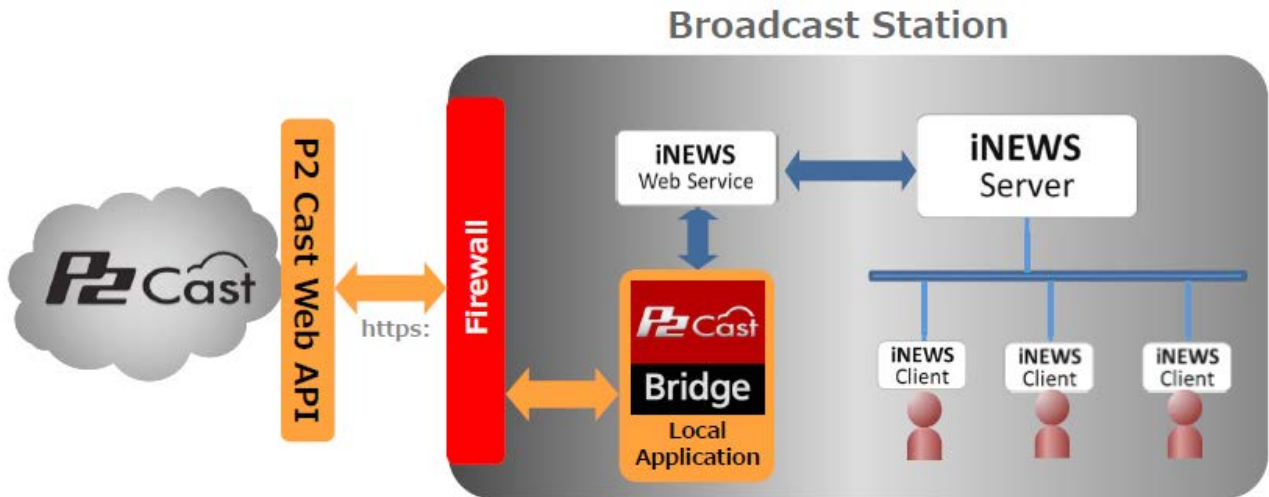 Broadcast Station
P2 Cast
P2 Cast Web API
https:
Firewall
iNEWS
Web Service
iNEWS
Server
P2 Cast
Bridge
Local
Application
iNEWS
Client
iNEWS
Client
iNEWS
Client